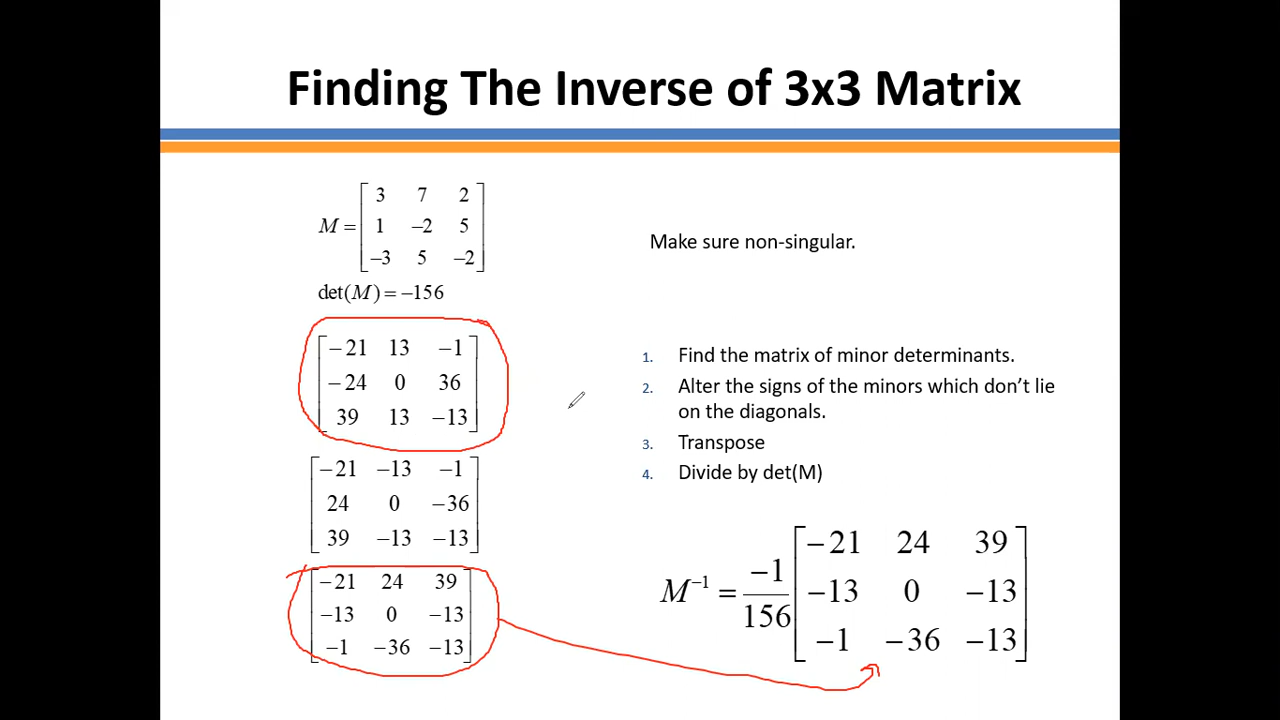 Finding The Inverse of 3x3 Matrix
M = [ 3 7 2
1 −2 5
−3 5 −2 ]
det(M) = −156
[ −21 13 −1
−24 0 36
39 13 −13 ]
[ −21 −13 −1
24 0 −36
39 −13 −13 ]
[ −21 24 39
−13 0 −13
−1 −36 −13 ]
Make sure non-singular.
1. Find the matrix of minor determinants.
2. Alter the signs of the minors which don’t lie
on the diagonals.
3. Transpose
4. Divide by det(M)
M⁻¹ = −1/156 [ −21 24 39
−13 0 −13
−1 −36 −13 ]